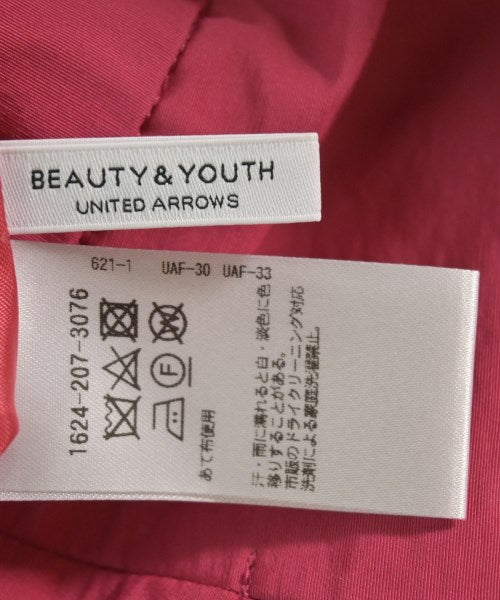 BEAUTY&YOUTH
UNITED ARROWS
621-1 UAF-30 UAF-33
1624-207-3076
あて布使用
汗・雨に濡れると白・淡色に色
移りすることがある。
市販のドライクリーニング対応
洗剤による家庭洗濯禁止。